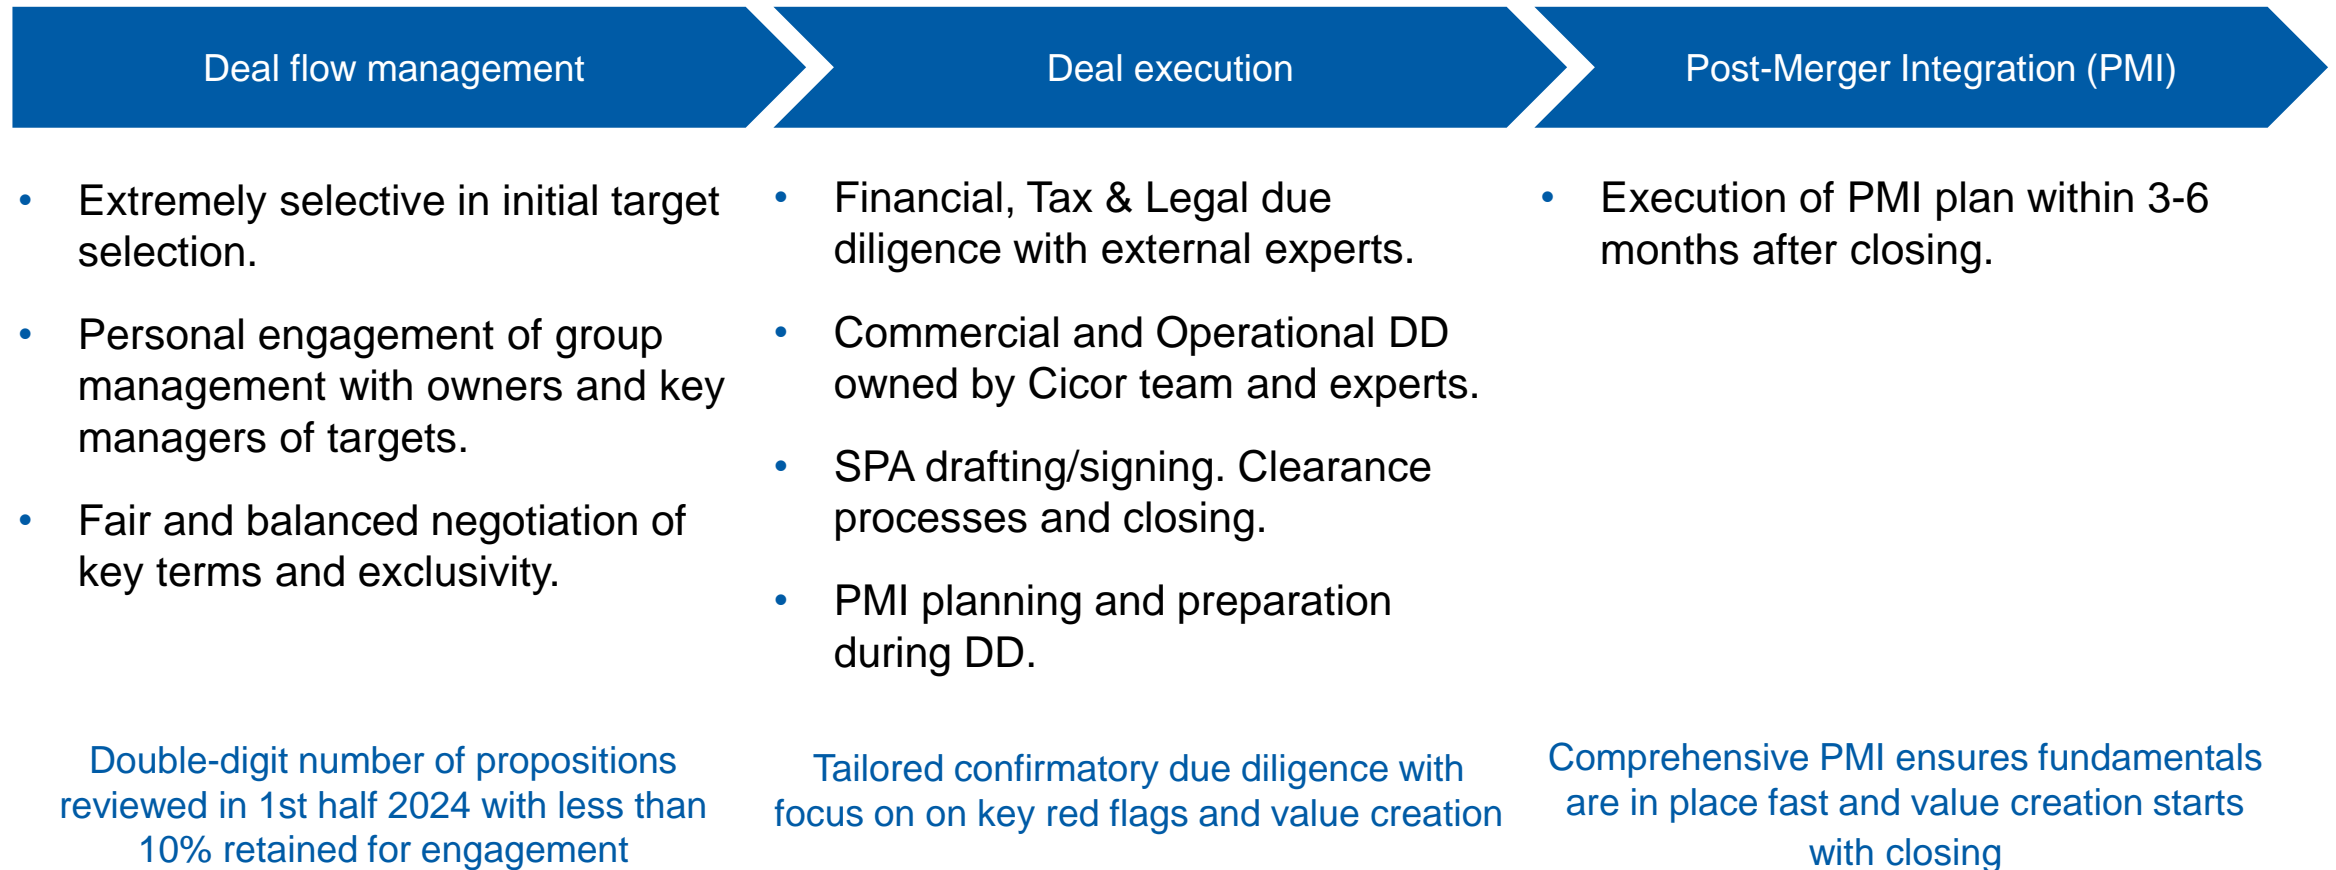 Deal flow management
Deal execution
Post-Merger Integration (PMI)
• Extremely selective in initial target
selection.
• Personal engagement of group
management with owners and key
managers of targets.
• Fair and balanced negotiation of
key terms and exclusivity.
Double-digit number of propositions
reviewed in 1st half 2024 with less than
10% retained for engagement
• Financial, Tax & Legal due
diligence with external experts.
• Commercial and Operational DD
owned by Cicor team and experts.
• SPA drafting/signing. Clearance
processes and closing.
• PMI planning and preparation
during DD.
Tailored confirmatory due diligence with
focus on on key red flags and value creation
• Execution of PMI plan within 3-6
months after closing.
Comprehensive PMI ensures fundamentals
are in place fast and value creation starts
with closing